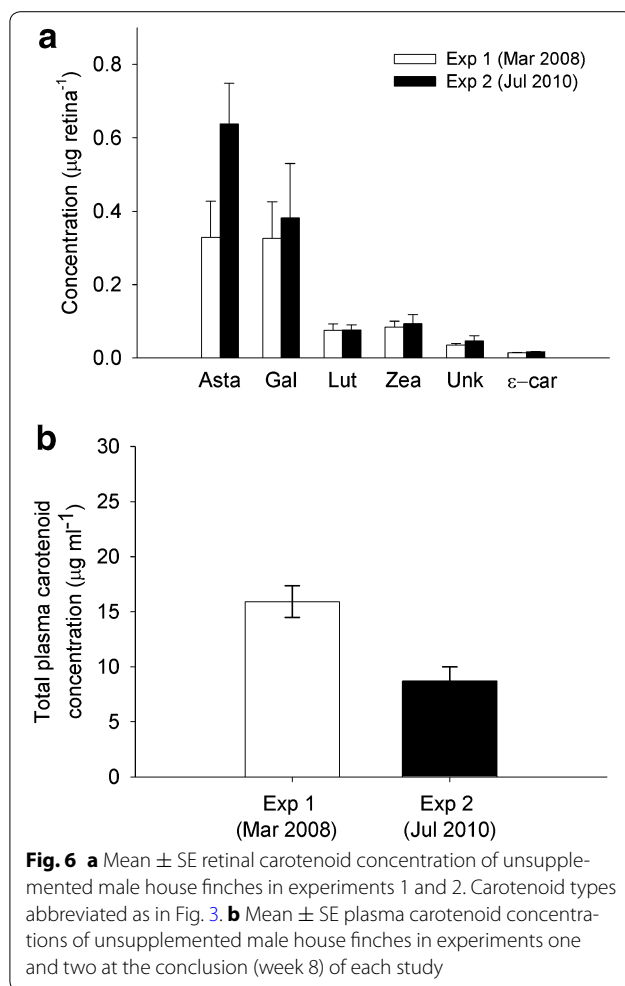 a
Exp 1 (Mar 2008)
Exp 2 (Jul 2010)
Concentration (µg retina⁻¹)
0.8
0.6
0.4
0.2
0.0
Asta Gal Lut Zea Unk ε–car
b
Total plasma carotenoid
concentration (µg ml⁻¹)
30
25
20
15
10
5
0
Exp 1 Exp 2
(Mar 2008) (Jul 2010)
Fig. 6 a Mean ± SE retinal carotenoid concentration of unsupple-
mented male house finches in experiments 1 and 2. Carotenoid types
abbreviated as in Fig. 3. b Mean ± SE plasma carotenoid concentra-
tions of unsupplemented male house finches in experiments one
and two at the conclusion (week 8) of each study